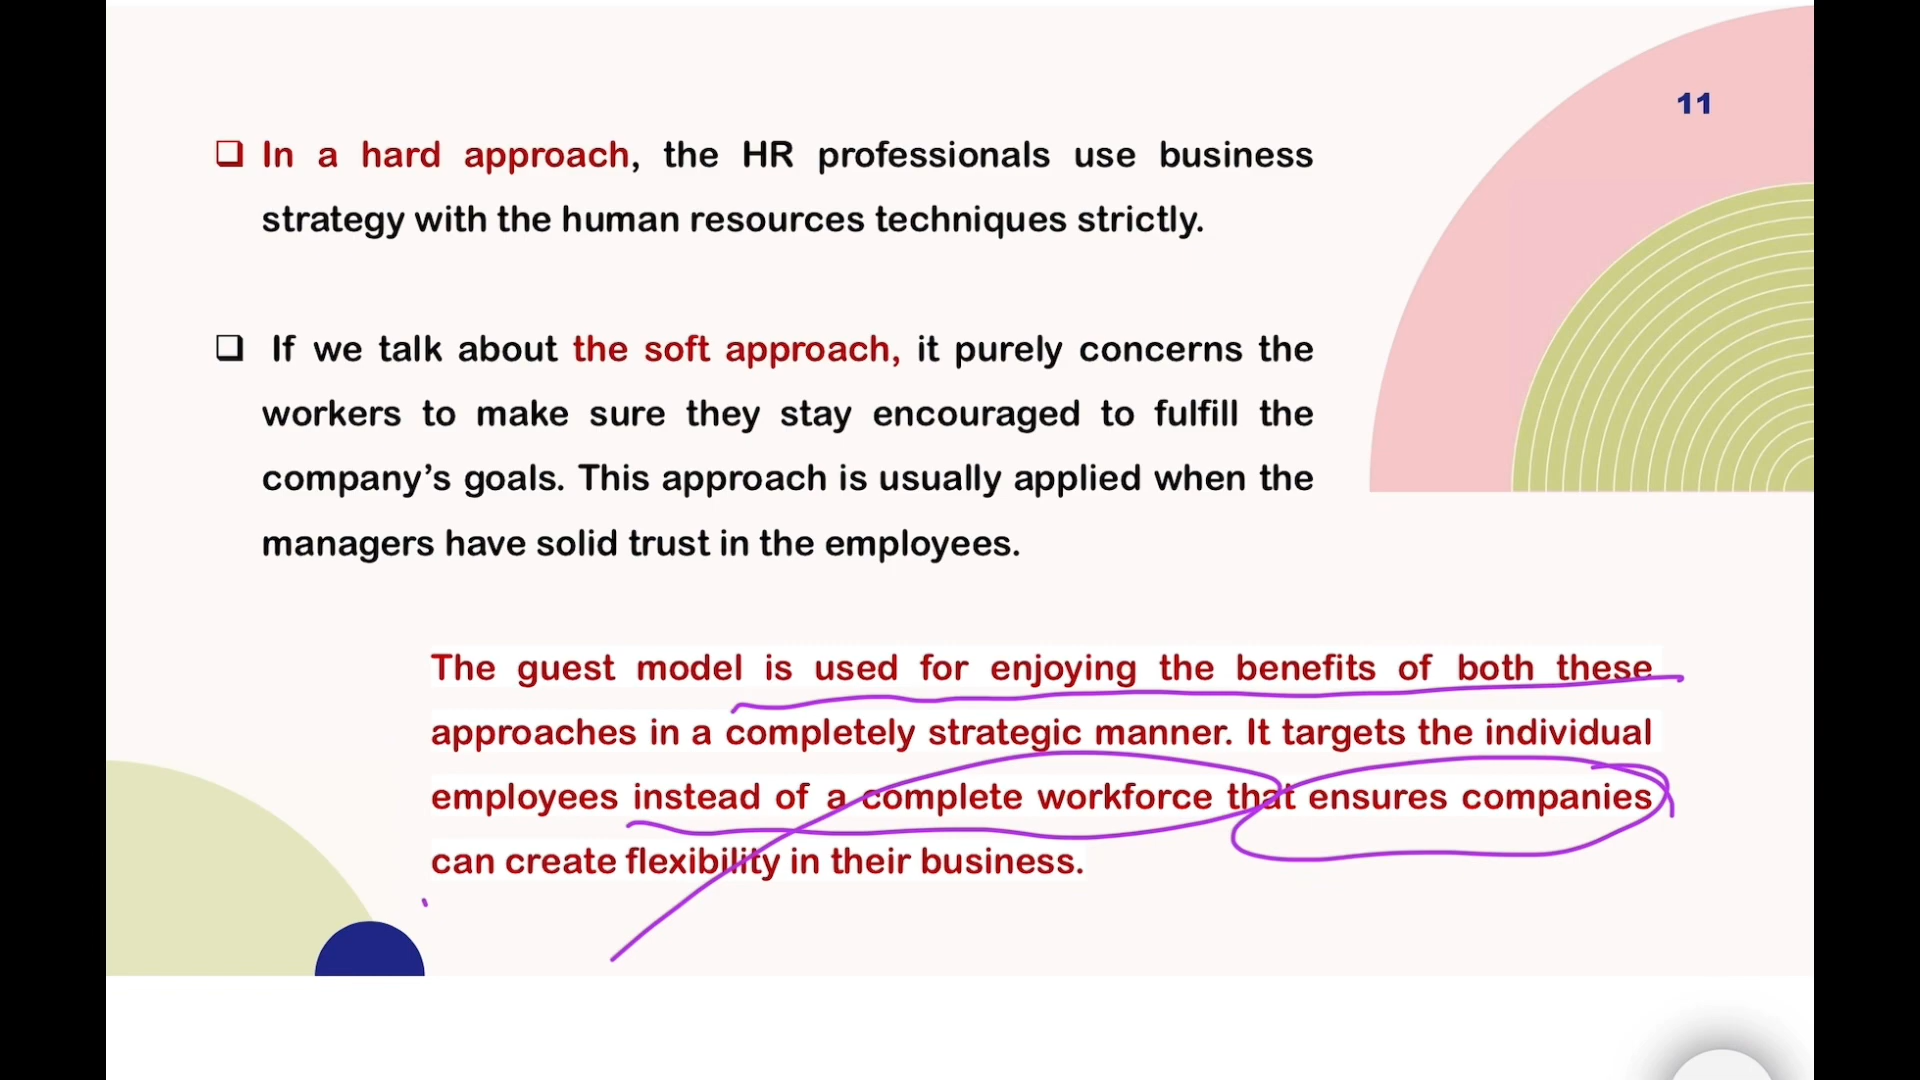 11
❑ In a hard approach, the HR professionals use business
strategy with the human resources techniques strictly.
❑ If we talk about the soft approach, it purely concerns the
workers to make sure they stay encouraged to fulfill the
company’s goals. This approach is usually applied when the
managers have solid trust in the employees.
The guest model is used for enjoying the benefits of both these
approaches in a completely strategic manner. It targets the individual
employees instead of a complete workforce that ensures companies
can create flexibility in their business.